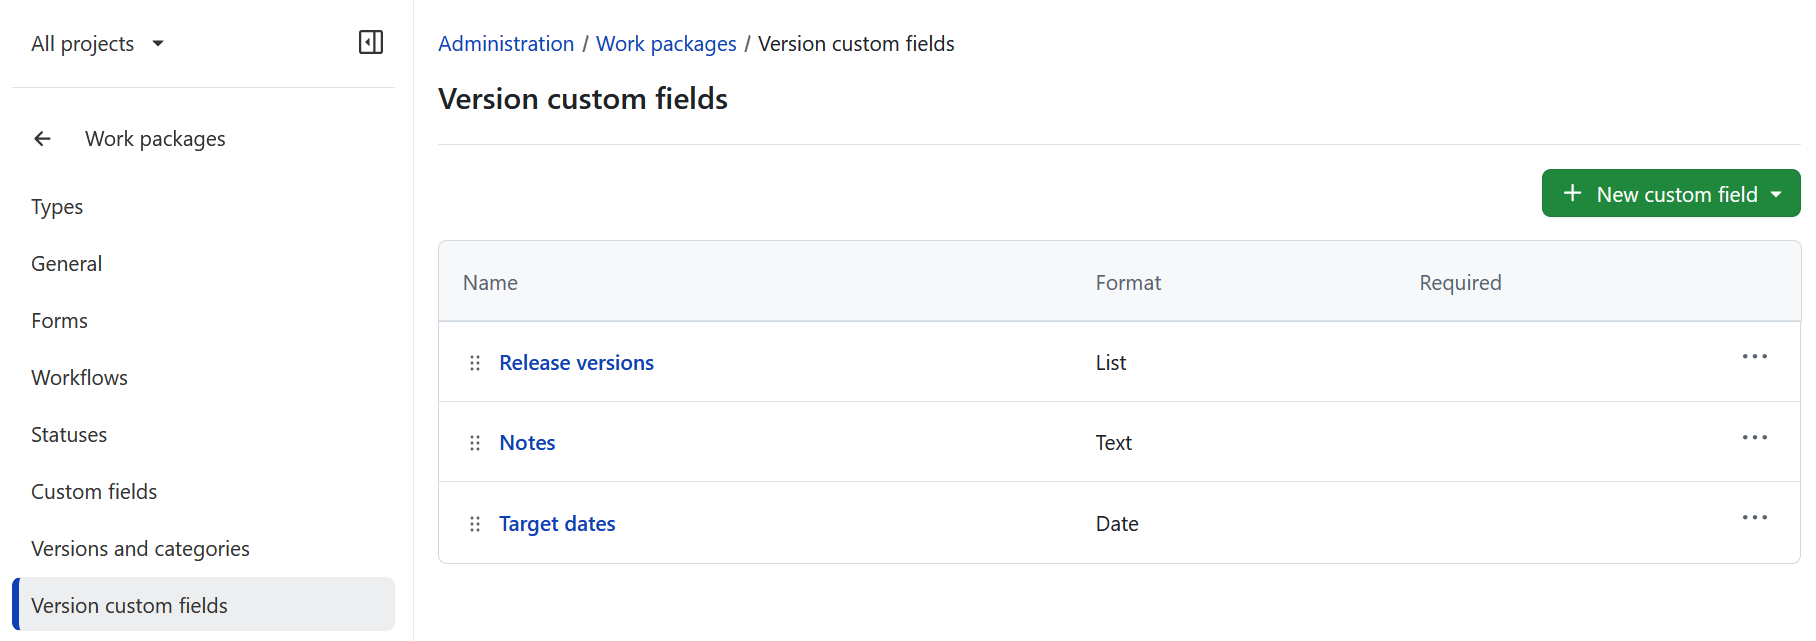 All projects
Work packages
Types
General
Forms
Workflows
Statuses
Custom fields
Versions and categories
Version custom fields
Administration / Work packages / Version custom fields
Version custom fields
New custom field
Name Format Required
Release versions List
Notes Text
Target dates Date